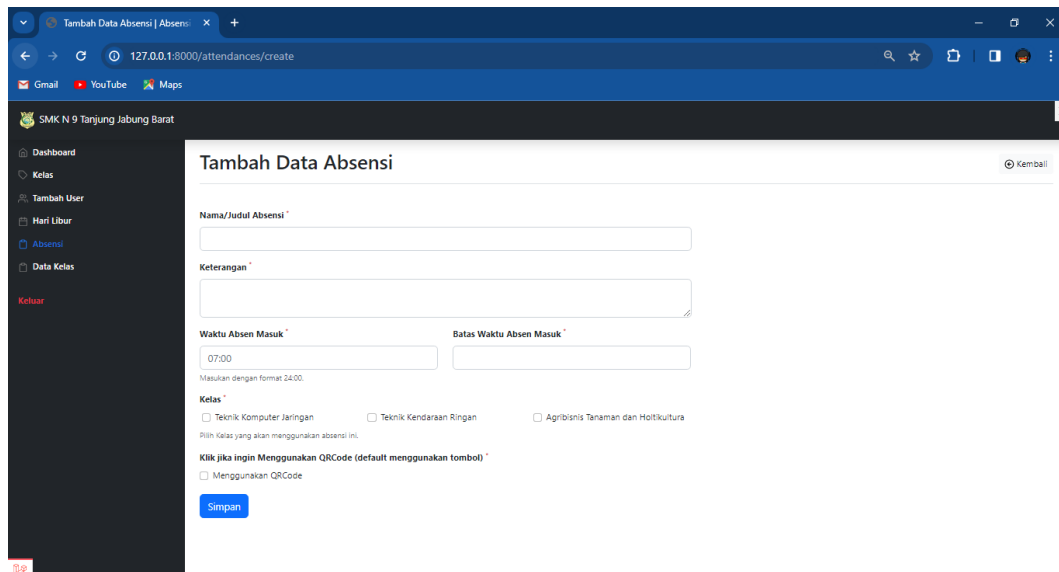 Tambah Data Absensi | Absensi
127.0.0.1:8000/attendances/create
Gmail YouTube Maps
SMK N 9 Tanjung Jabung Barat
Dashboard
Kelas
Tambah User
Hari Libur
Absensi
Data Kelas
Keluar
Tambah Data Absensi
Kembali
Nama/Judul Absensi *
Keterangan *
Waktu Absen Masuk * Batas Waktu Absen Masuk *
07:00
Masukan dengan format 24:00.
Kelas *
Teknik Komputer Jaringan Teknik Kendaraan Ringan Agribisnis Tanaman dan Holtikultura
Pilih Kelas yang akan menggunakan absensi ini.
Klik jika ingin Menggunakan QRCode (default menggunakan tombol) *
Menggunakan QRCode
Simpan